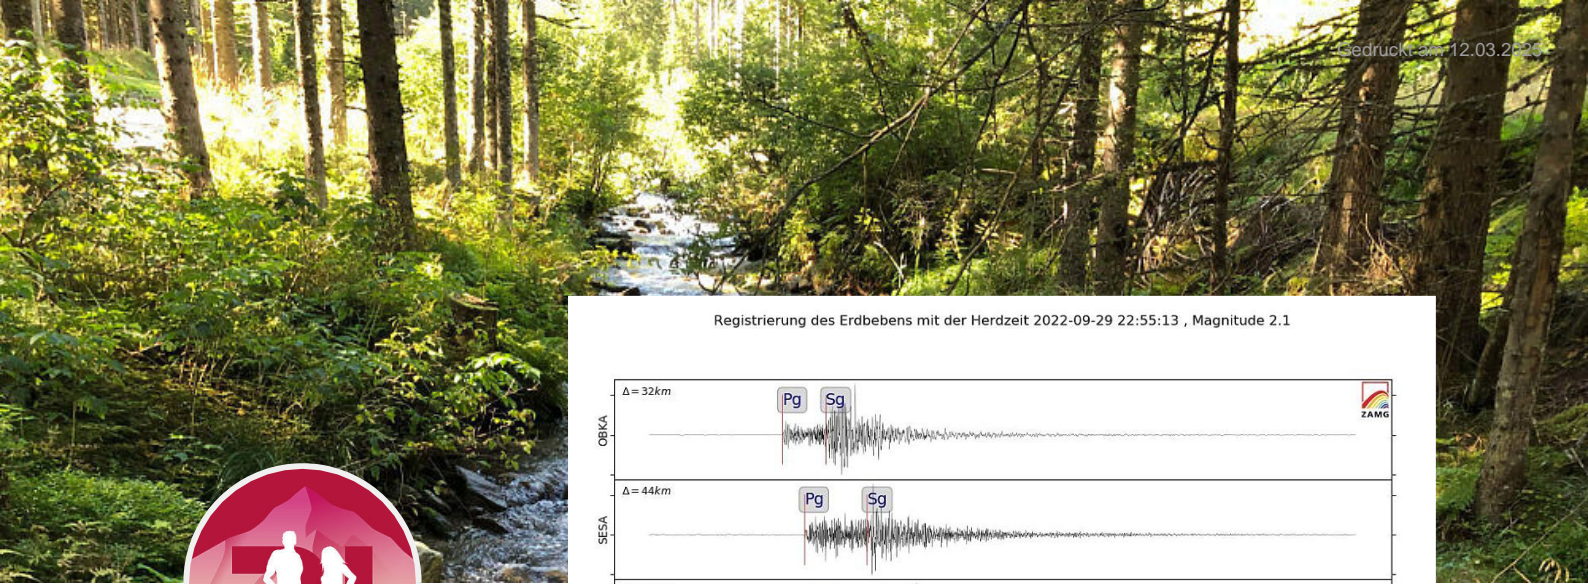 Gedruckt am 12.03.2025
Registrierung des Erdbebens mit der Herdzeit 2022-09-29 22:55:13 , Magnitude 2.1
Δ = 32km
Pg
Sg
ZAMG
OBKA
Δ = 44km
Pg
Sg
SESA